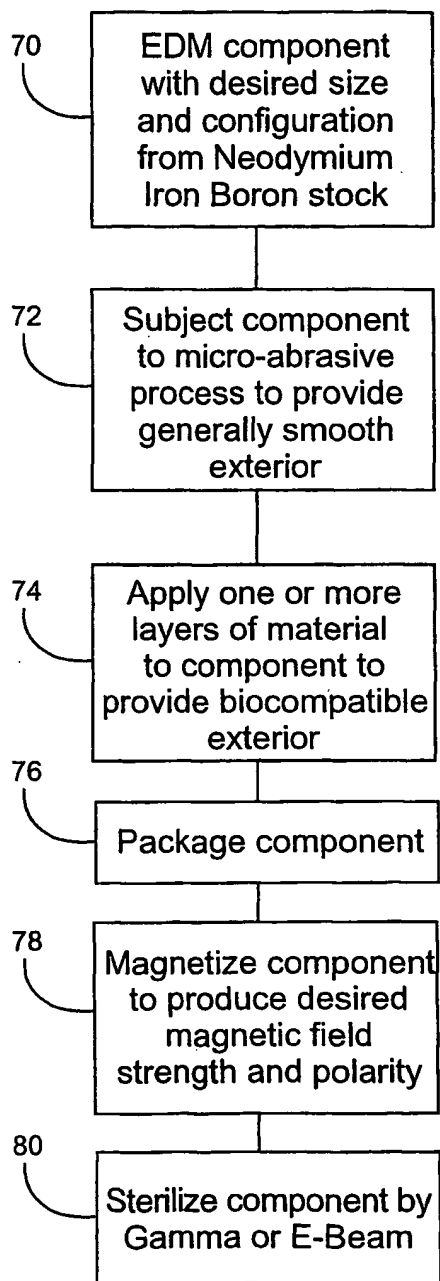 70
EDM component
with desired size
and configuration
from Neodymium
Iron Boron stock
72
Subject component
to micro-abrasive
process to provide
generally smooth
exterior
74
Apply one or more
layers of material
to component to
provide biocompatible
exterior
76
Package component
78
Magnetize component
to produce desired
magnetic field
strength and polarity
80
Sterilize component by
Gamma or E-Beam